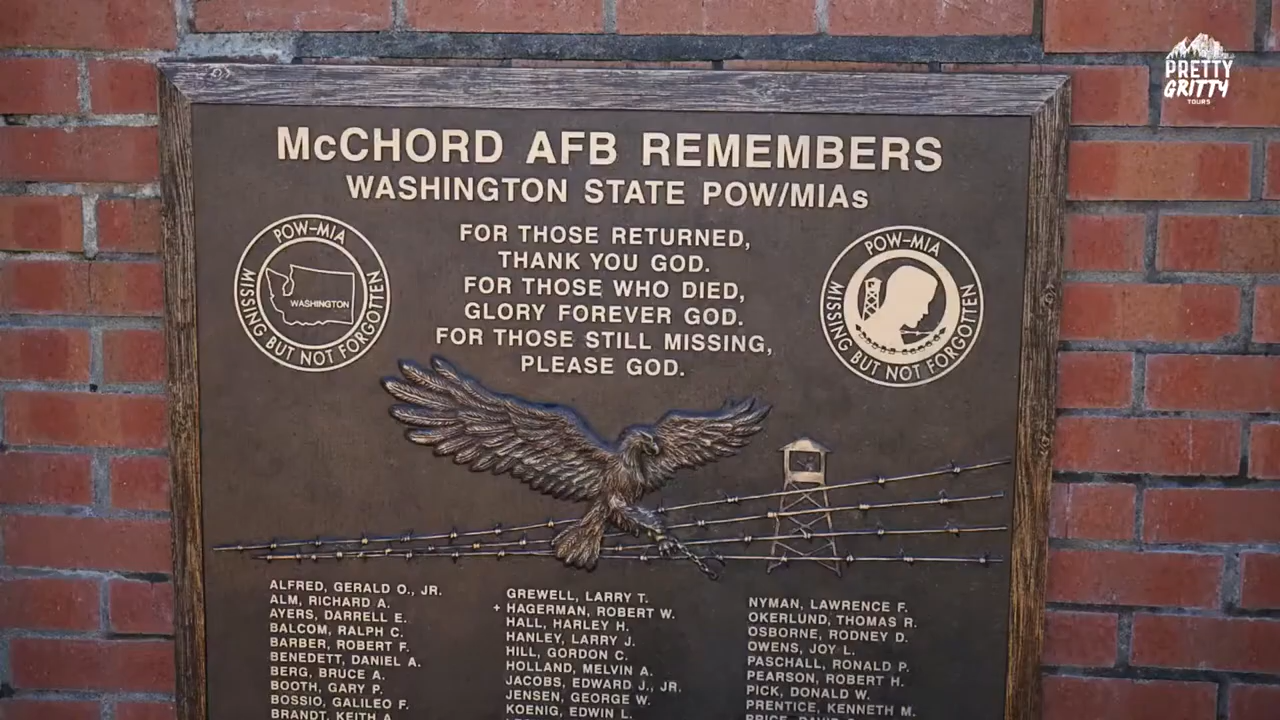 PRETTY
GRITTY
TOURS
McCHORD AFB REMEMBERS
WASHINGTON STATE POW/MIAs
POW-MIA
WASHINGTON
MISSING BUT NOT FORGOTTEN
FOR THOSE RETURNED,
THANK YOU GOD.
FOR THOSE WHO DIED,
GLORY FOREVER GOD.
FOR THOSE STILL MISSING,
PLEASE GOD.
POW-MIA
MISSING BUT NOT FORGOTTEN
ALFRED, GERALD O., JR.
ALM, RICHARD A.
AYERS, DARRELL E.
BALCOM, RALPH C.
BARBER, ROBERT F.
BENEDETT, DANIEL A.
BERG, BRUCE A.
BOOTH, GARY P.
BOSSIO, GALILEO F.
BRANDT, KEITH A.
GREWELL, LARRY T.
+ HAGERMAN, ROBERT W.
HALL, HARLEY H.
HANLEY, LARRY J.
HILL, GORDON C.
HOLLAND, MELVIN A.
JACOBS, EDWARD J., JR.
JENSEN, GEORGE W.
KOENIG, EDWIN L.
NYMAN, LAWRENCE F.
OKERLUND, THOMAS R.
OSBORNE, RODNEY D.
OWENS, JOY L.
PASCHALL, RONALD P.
PEARSON, ROBERT H.
PICK, DONALD W.
PRENTICE, KENNETH M.